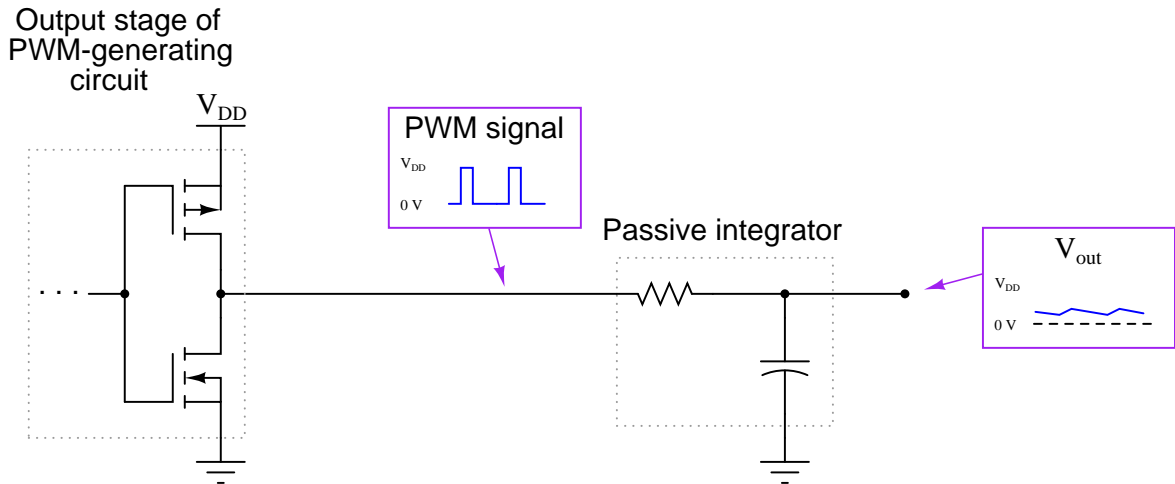 Output stage of
PWM-generating
circuit
VDD
. . .
PWM signal
VDD
0 V
Passive integrator
Vout
VDD
0 V